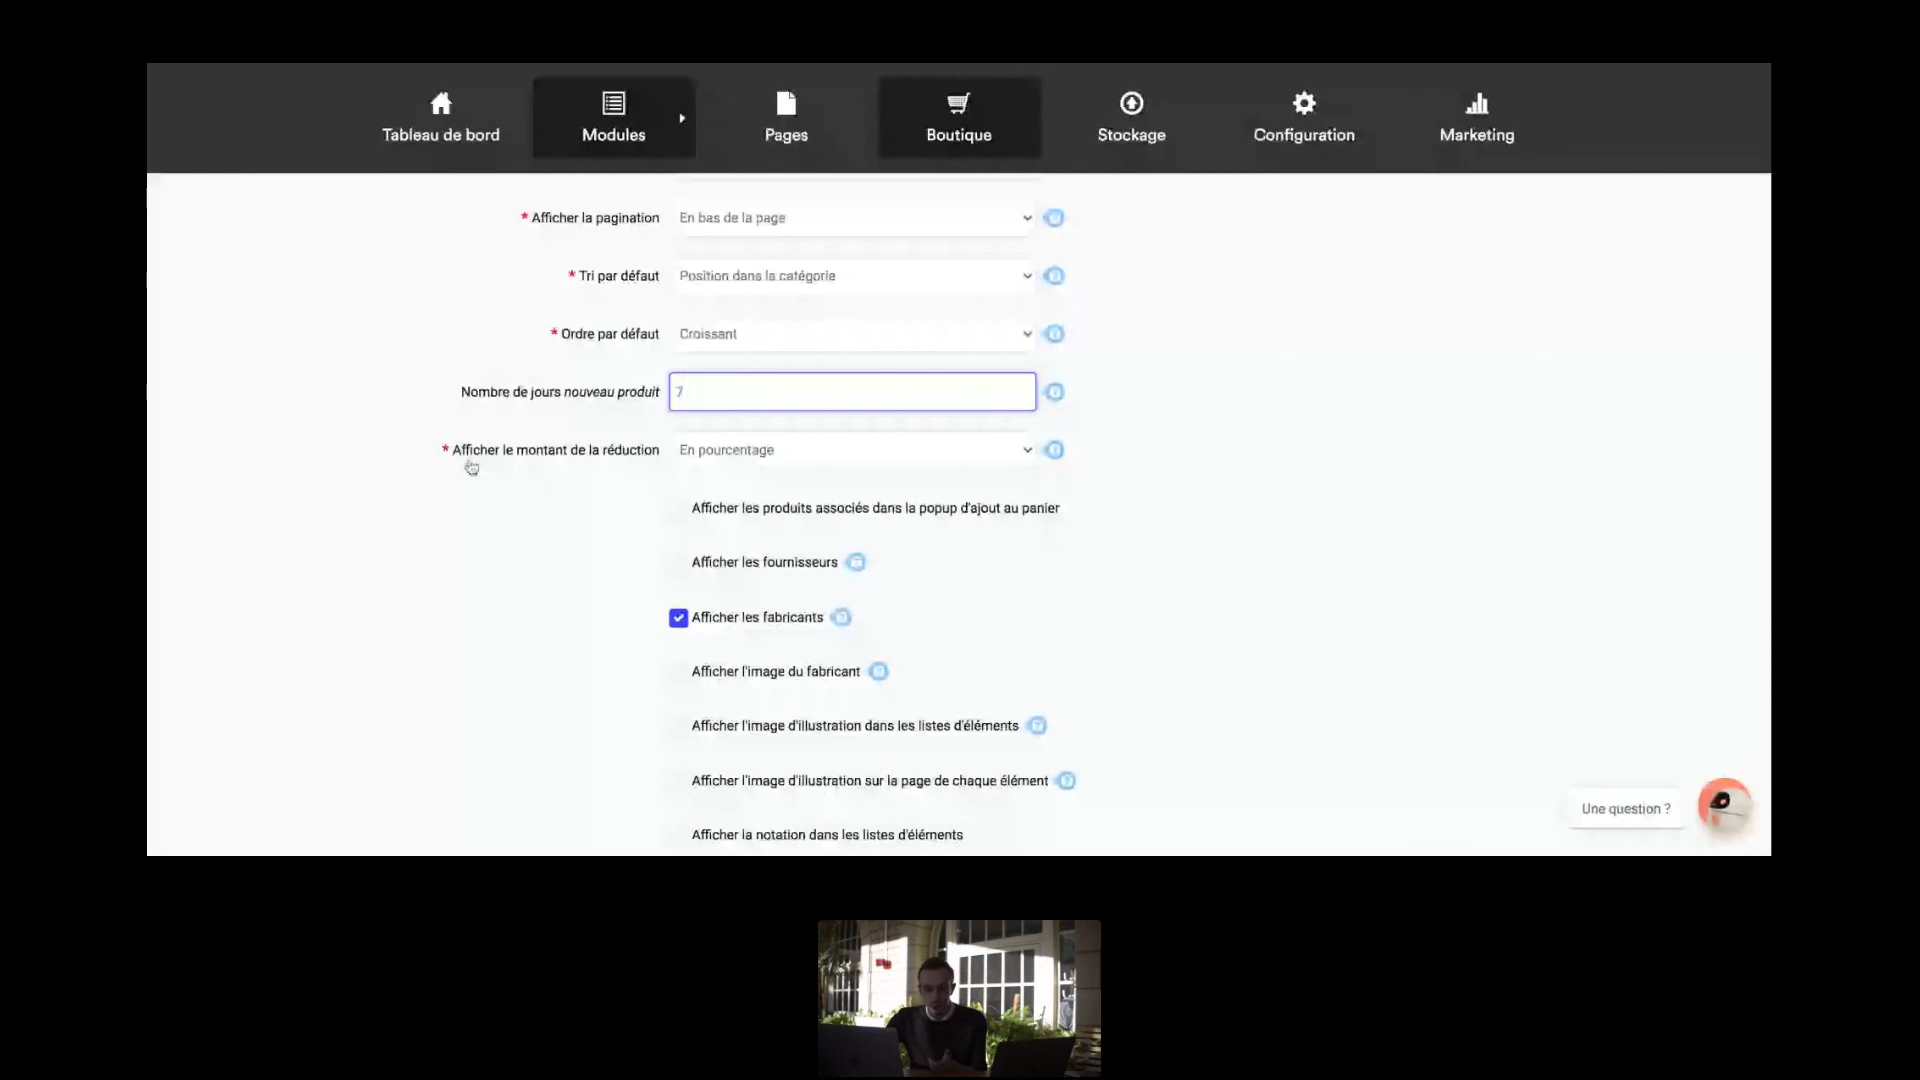 Tableau de bord
Modules
Pages
Boutique
Stockage
Configuration
Marketing
* Afficher la pagination
En bas de la page
* Tri par défaut
Position dans la catégorie
* Ordre par défaut
Croissant
Nombre de jours nouveau produit
7
* Afficher le montant de la réduction
En pourcentage
Afficher les produits associés dans la popup d'ajout au panier
Afficher les fournisseurs
Afficher les fabricants
Afficher l'image du fabricant
Afficher l'image d'illustration dans les listes d'éléments
Afficher l'image d'illustration sur la page de chaque élément
Afficher la notation dans les listes d'éléments
Une question ?